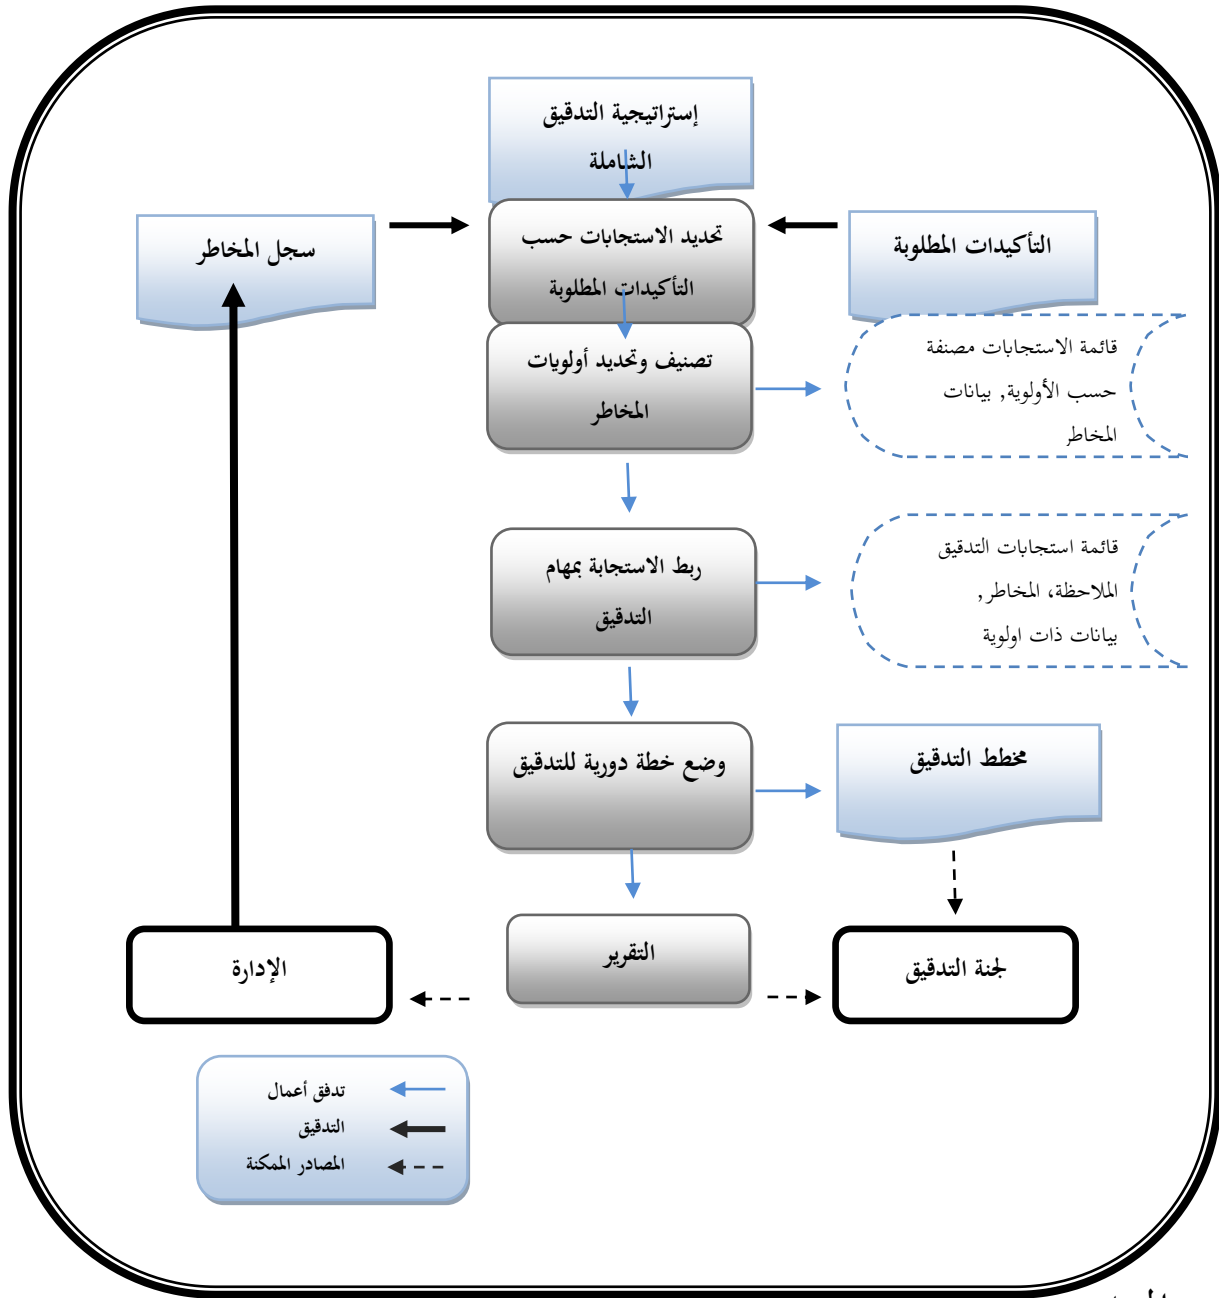 إستراتيجية التدقيق
الشاملة
سجل المخاطر
تحديد الاستجابات حسب
التأكيدات المطلوبة
التأكيدات المطلوبة
تصنيف وتحديد أولويات
المخاطر
قائمة الاستجابات مصنفة
حسب الأولوية, بيانات
المخاطر
ربط الاستجابة بمهام
التدقيق
قائمة استجابات التدقيق
الملاحظة، المخاطر,
بيانات ذات اولوية
وضع خطة دورية للتدقيق
مخطط التدقيق
الإدارة
التقرير
لجنة التدقيق
تدفق أعمال
التدقيق
المصادر الممكنة